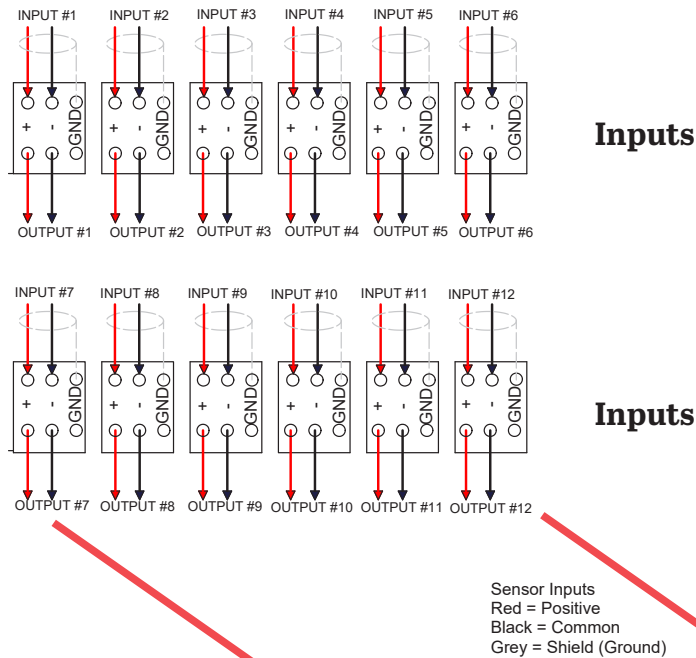 INPUT #1 INPUT #2 INPUT #3 INPUT #4 INPUT #5 INPUT #6
+ - GND + - GND + - GND + - GND + - GND + - GND
Inputs
OUTPUT #1 OUTPUT #2 OUTPUT #3 OUTPUT #4 OUTPUT #5 OUTPUT #6
INPUT #7 INPUT #8 INPUT #9 INPUT #10 INPUT #11 INPUT #12
+ - GND + - GND + - GND + - GND + - GND + - GND
Inputs
OUTPUT #7 OUTPUT #8 OUTPUT #9 OUTPUT #10 OUTPUT #11 OUTPUT #12
Sensor Inputs
Red = Positive
Black = Common
Grey = Shield (Ground)